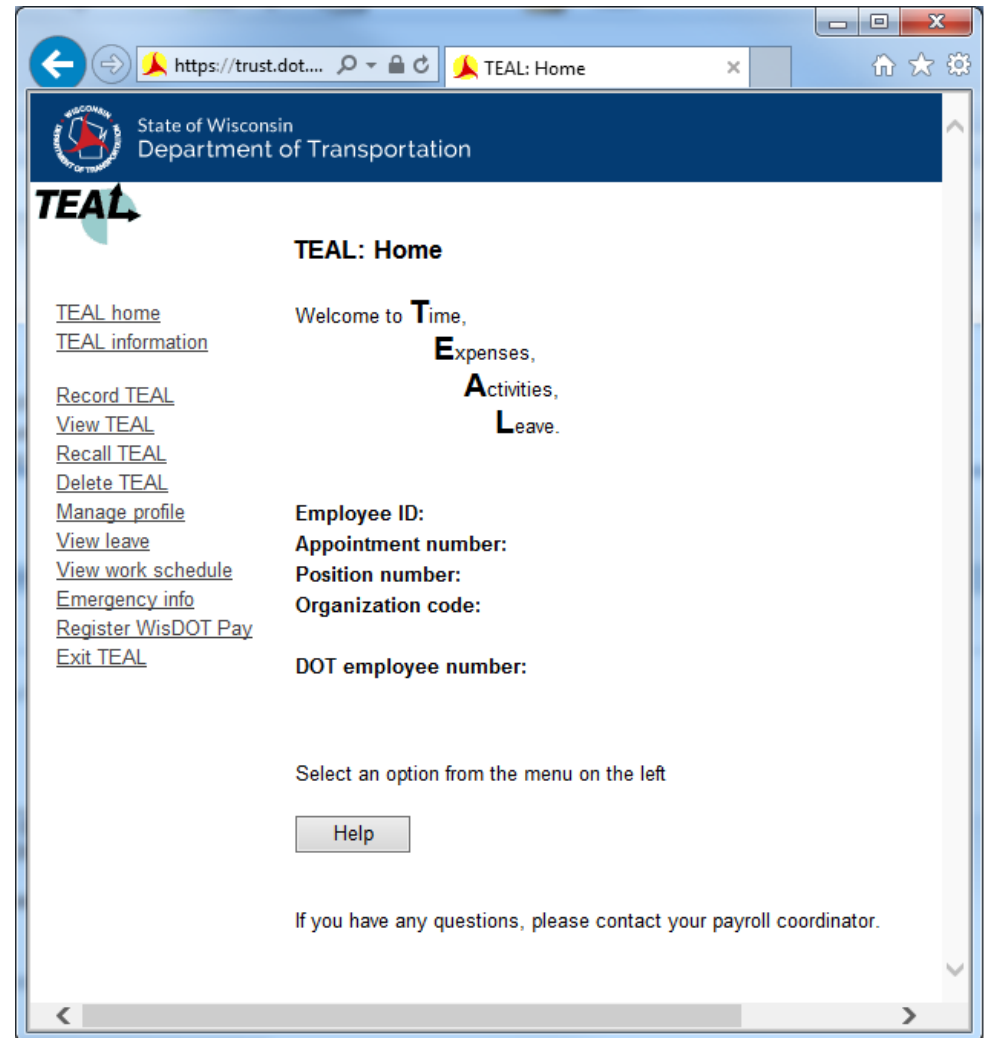 https://trust.dot....
TEAL: Home
State of Wisconsin
Department of Transportation
TEAL
TEAL: Home
TEAL home
TEAL information
Record TEAL
View TEAL
Recall TEAL
Delete TEAL
Manage profile
View leave
View work schedule
Emergency info
Register WisDOT Pay
Exit TEAL
Welcome to Time,
Expenses,
Activities,
Leave.
Employee ID:
Appointment number:
Position number:
Organization code:
DOT employee number:
Select an option from the menu on the left
Help
If you have any questions, please contact your payroll coordinator.